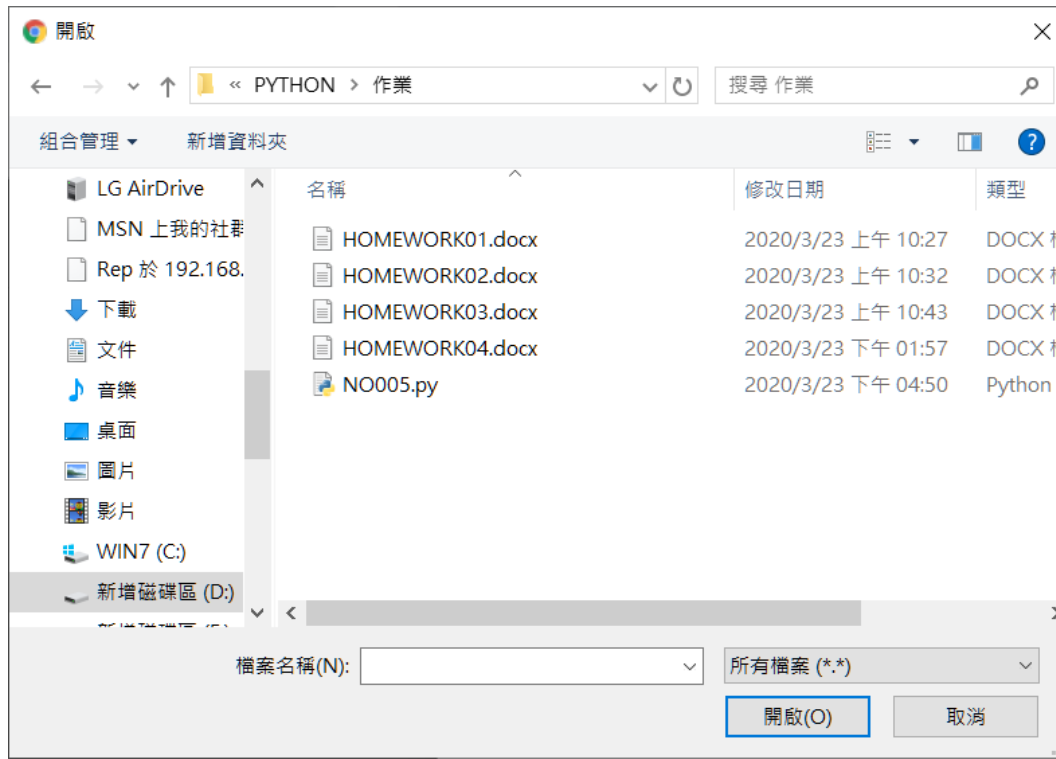 開啟
« PYTHON > 作業
搜尋 作業
組合管理
新增資料夾
LG AirDrive
MSN 上我的社群
Rep 於 192.168.
下載
文件
音樂
桌面
圖片
影片
WIN7 (C:)
新增磁碟區 (D:)
名稱 修改日期 類型
HOMEWORK01.docx 2020/3/23 上午 10:27 DOCX
HOMEWORK02.docx 2020/3/23 上午 10:32 DOCX
HOMEWORK03.docx 2020/3/23 上午 10:43 DOCX
HOMEWORK04.docx 2020/3/23 下午 01:57 DOCX
NO005.py 2020/3/23 下午 04:50 Python
檔案名稱(N):
所有檔案 (*.*)
開啟(O) 取消